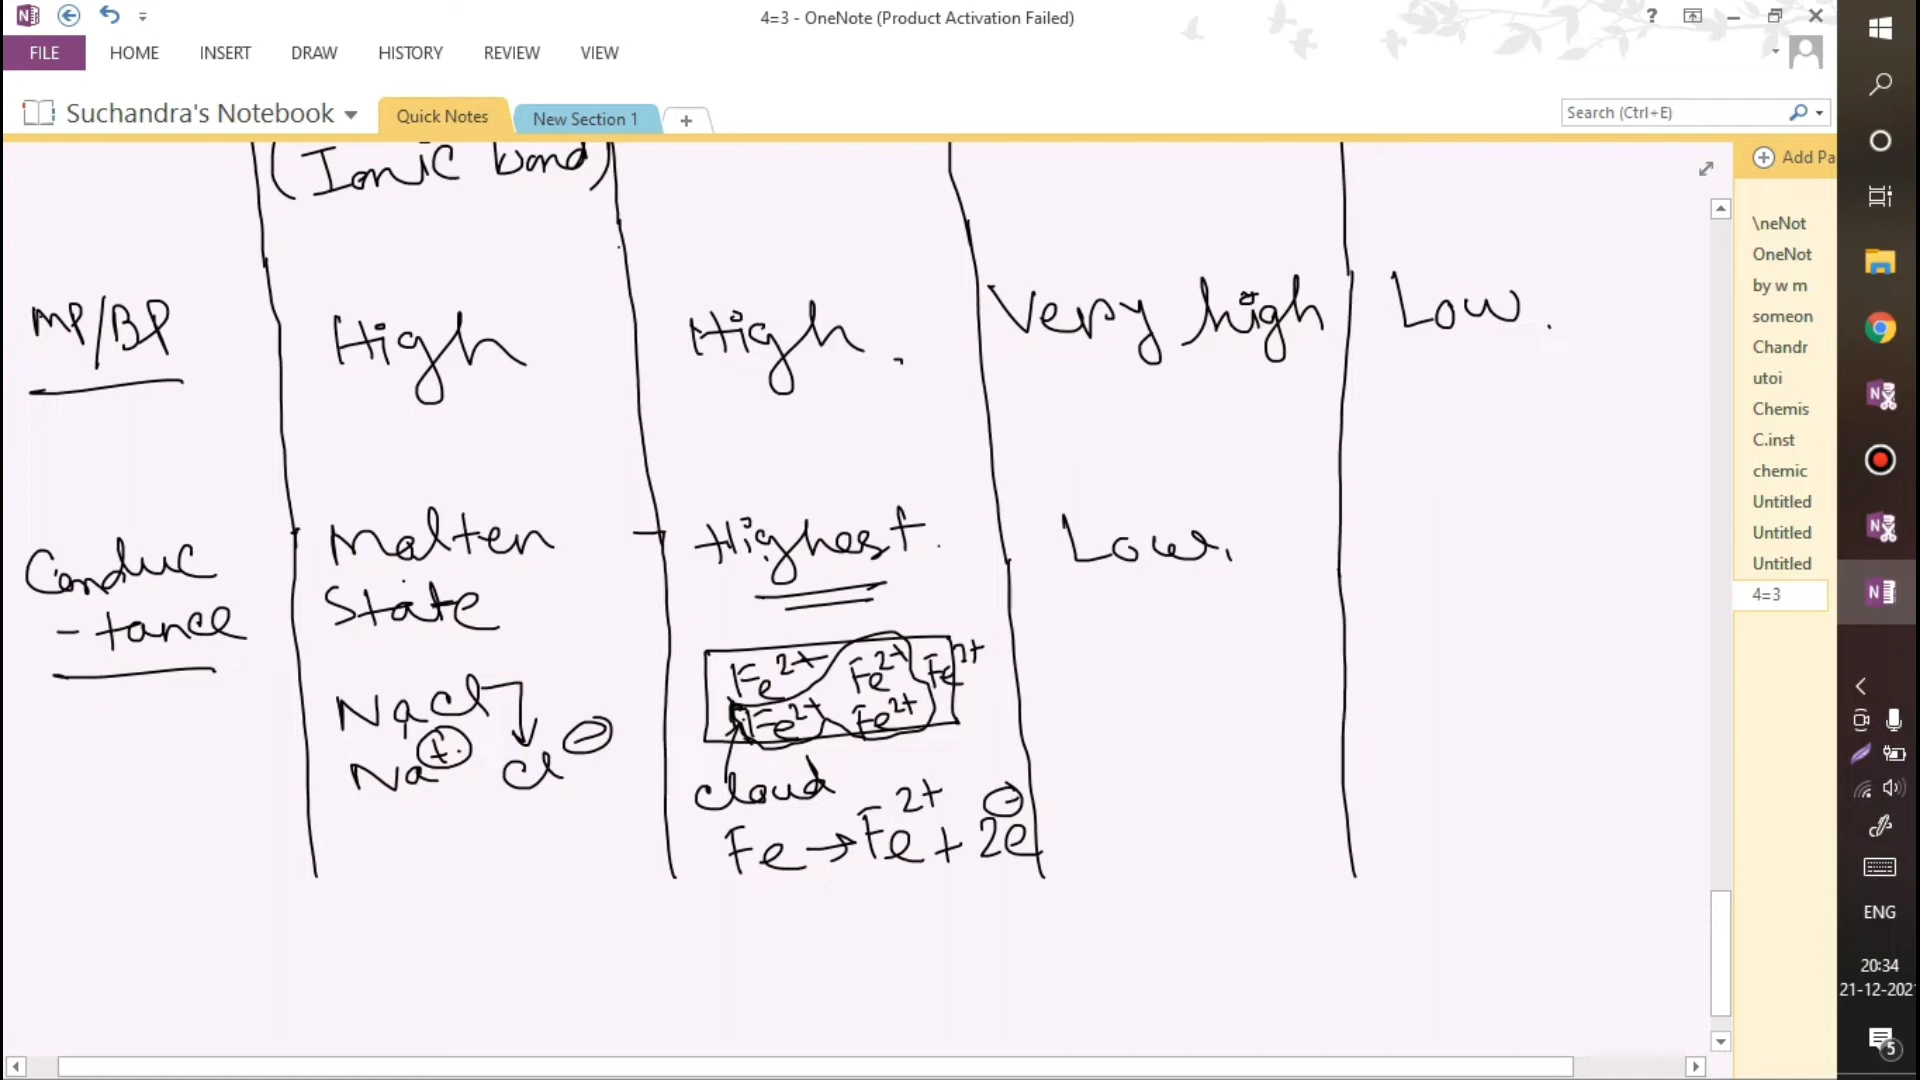 4=3 - OneNote (Product Activation Failed)
FILE HOME INSERT DRAW HISTORY REVIEW VIEW
Suchandra's Notebook
Quick Notes
New Section 1
Search (Ctrl+E)
Add Pa
(Ionic bond)
MP/BP
High
High.
Very high
Low.
Conduc
-tance
Molten
State
NaCl
Na+ Cl⊖
Highest.
Fe2+ Fe2+ Fe2+
Fe2+ Fe2+
cloud
Fe → Fe2+ + 2e⊖
Low.
\neNot
OneNot
by w m
someon
Chandr
utoi
Chemis
C.inst
chemic
Untitled
Untitled
Untitled
4=3
ENG
20:34
21-12-202
5